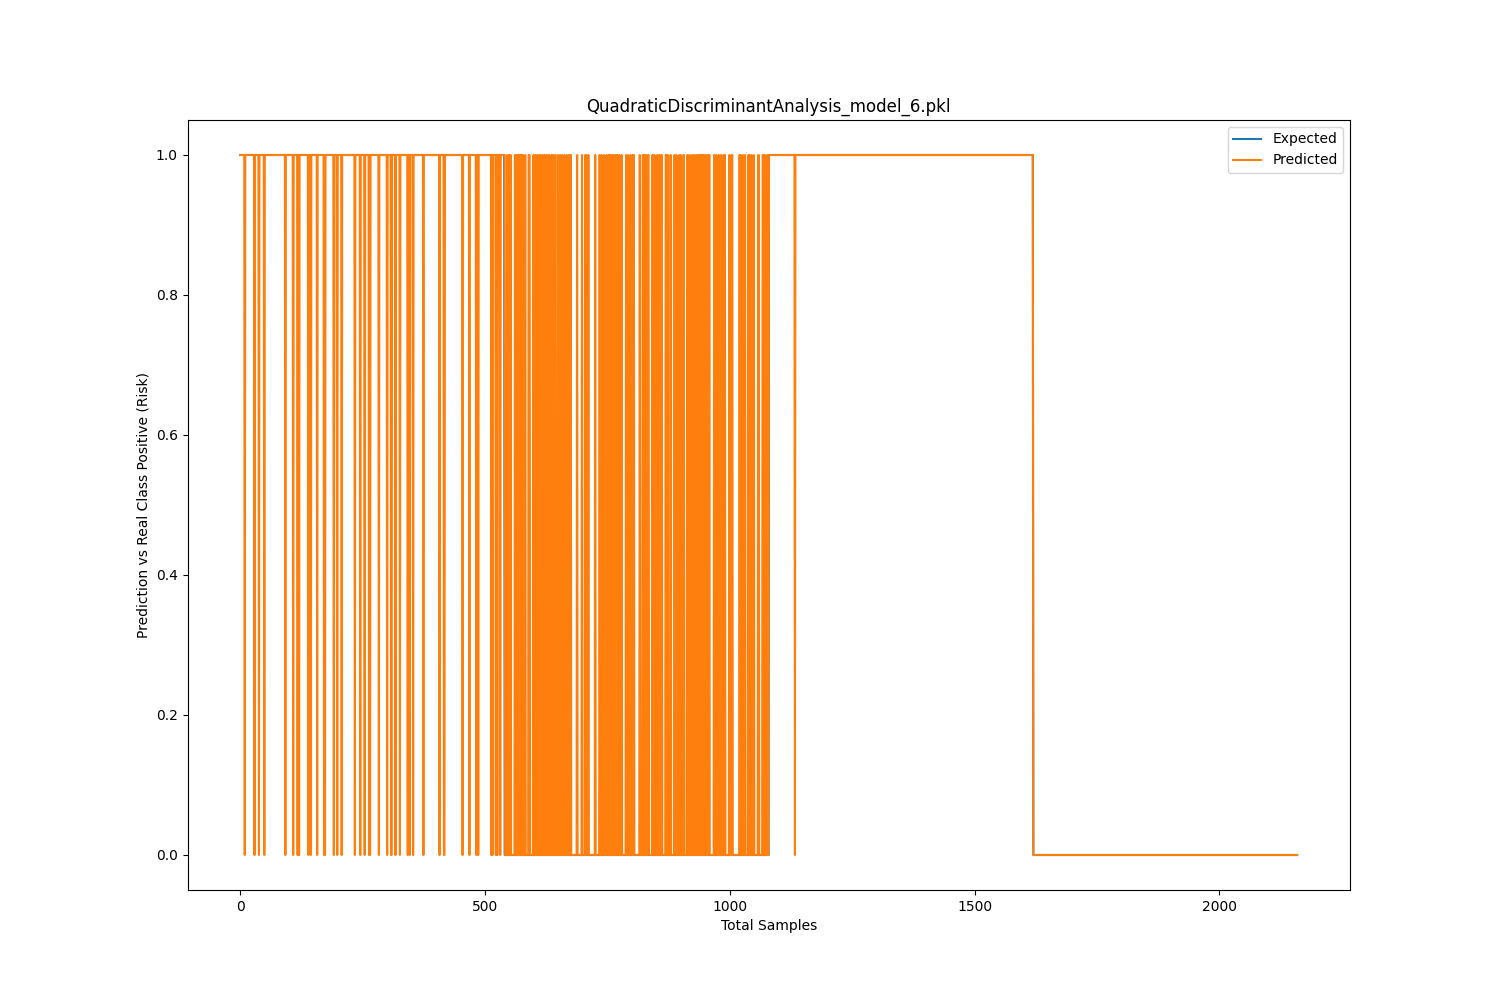 QuadraticDiscriminantAnalysis_model_6.pkl
Expected
Predicted
1.0
0.8
0.6
0.4
0.2
0.0
Prediction vs Real Class Positive (Risk)
0 500 1000 1500 2000
Total Samples